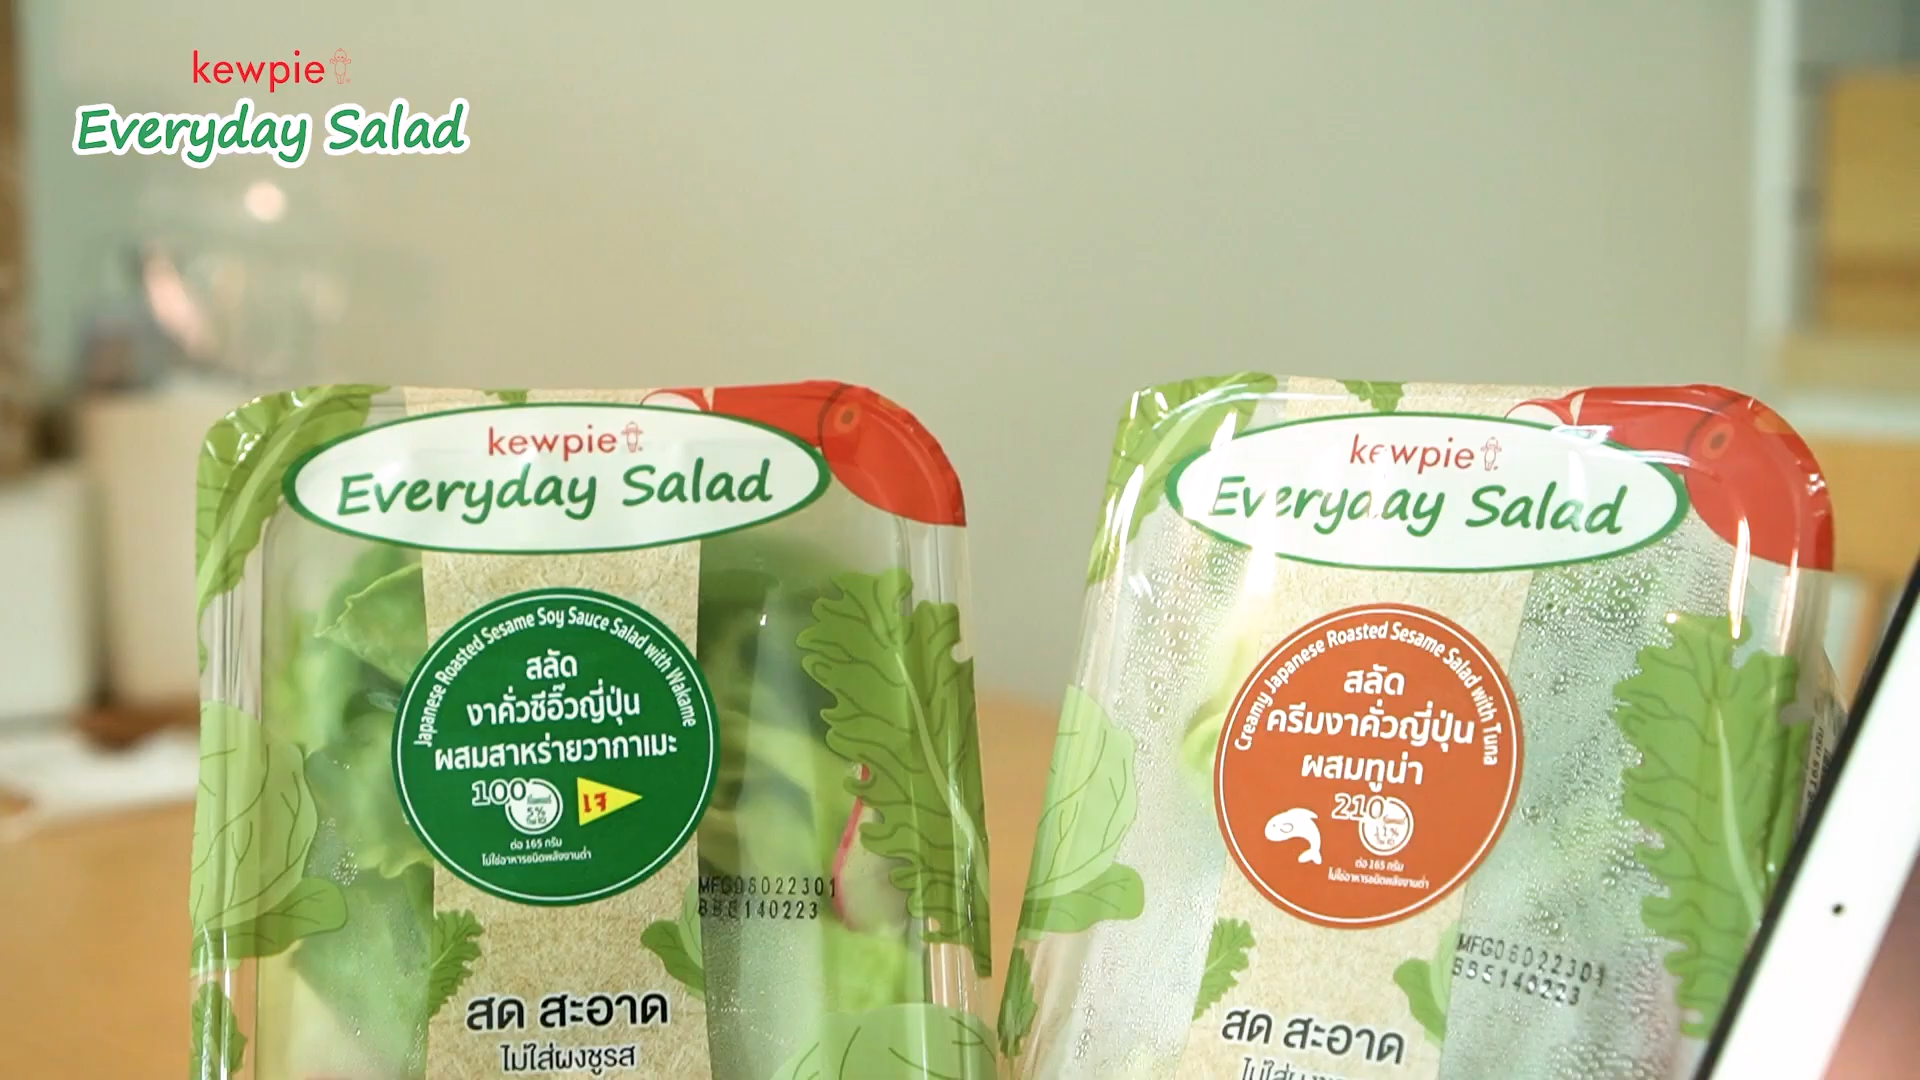 kewpie
Everyday Salad
kewpie
Everyday Salad
Japanese Roasted Sesame Soy Sauce Salad with Wakame
สลัด
งาคั่วซีอิ๊วญี่ปุ่น
ผสมสาหร่ายวากาเมะ
100
5%
เจ
ต่อ 165 กรัม
ไม่ใช่อาหารชนิดพลังงานต่ำ
BBE140223
สด สะอาด
ไม่ใส่ผงชูรส
kewpie
Everyday Salad
Creamy Japanese Roasted Sesame Salad with Tuna
สลัด
ครีมงาคั่วญี่ปุ่น
ผสมทูน่า
210
11%
ต่อ 165 กรัม
ไม่ใช่อาหารชนิดพลังงานต่ำ
BBE140223
สด สะอาด